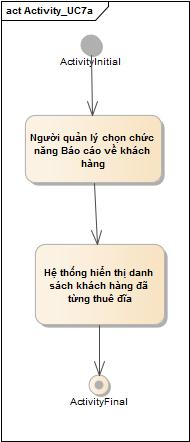 act Activity_UC7a
ActivityInitial
Người quản lý chọn chức
năng Báo cáo về khách
hàng
Hệ thống hiển thị danh
sách khách hàng đã
từng thuê đĩa
ActivityFinal